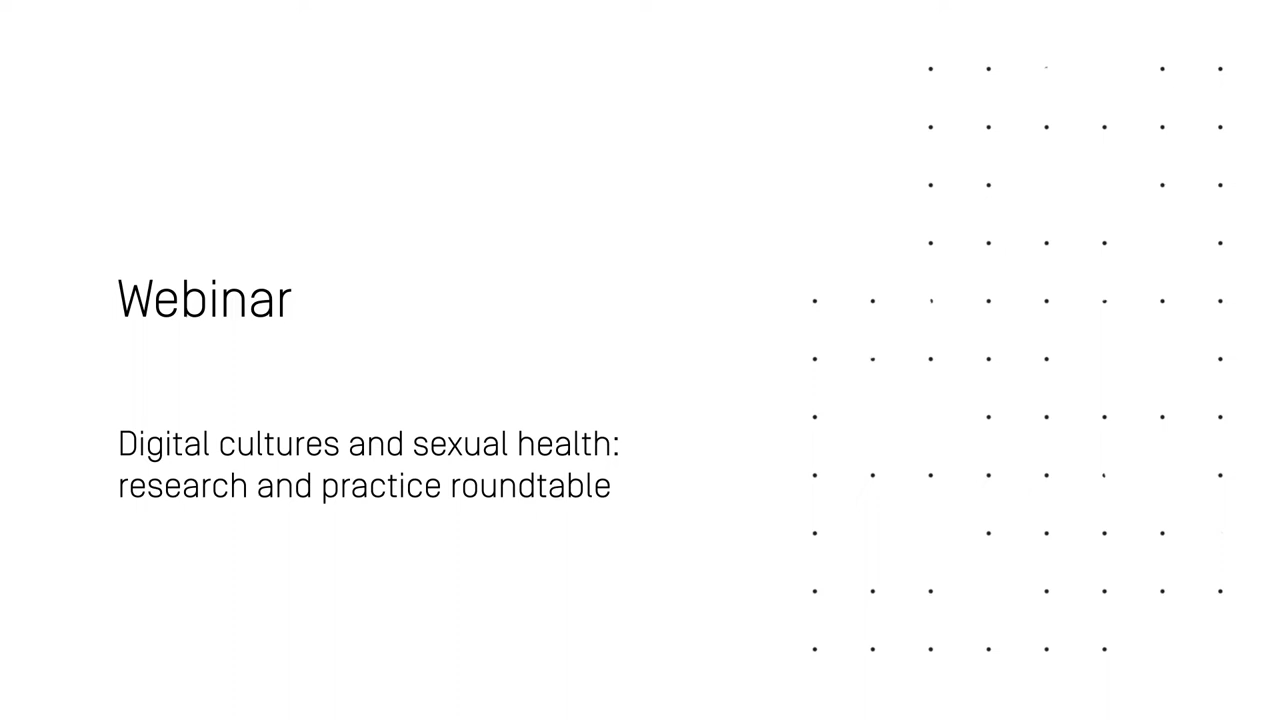 Webinar
Digital cultures and sexual health:
research and practice roundtable